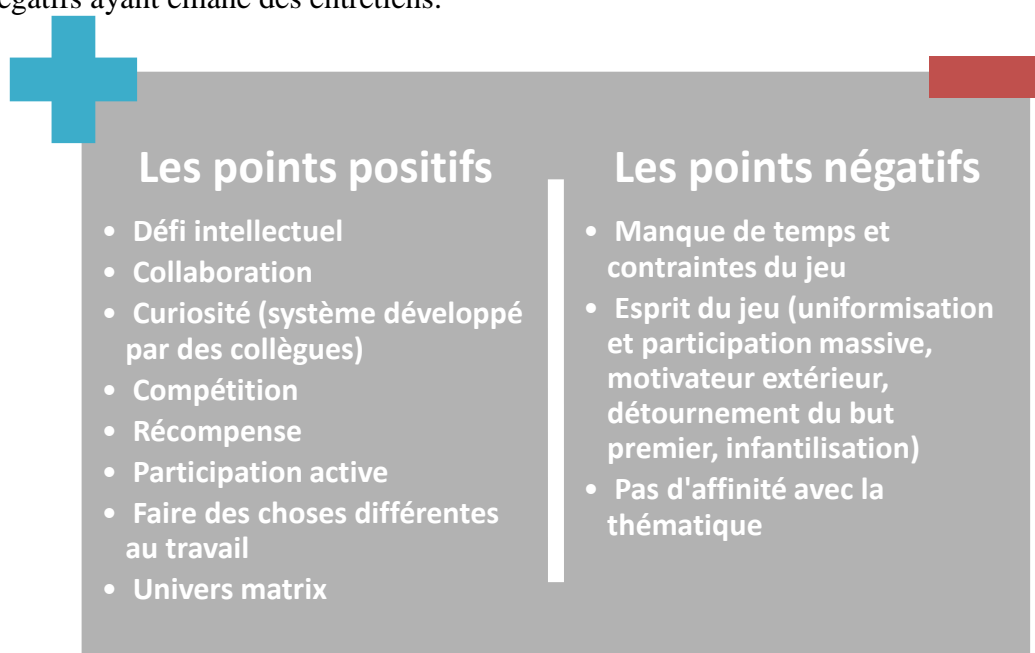 négatifs ayant émané des entretiens.
Les points positifs
• Défi intellectuel
• Collaboration
• Curiosité (système développé
par des collègues)
• Compétition
• Récompense
• Participation active
• Faire des choses différentes
au travail
• Univers matrix
Les points négatifs
• Manque de temps et
contraintes du jeu
• Esprit du jeu (uniformisation
et participation massive,
motivateur extérieur,
détournement du but
premier, infantilisation)
• Pas d'affinité avec la
thématique